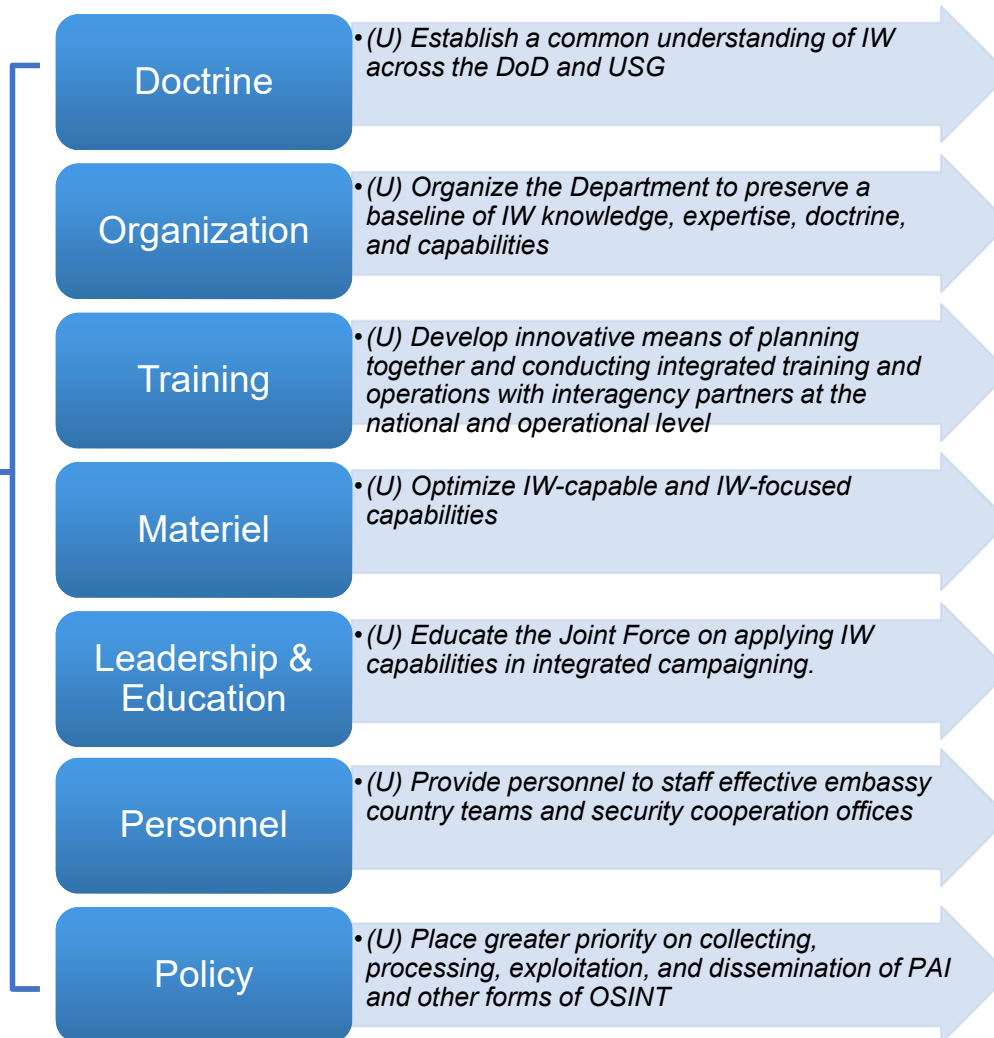 Doctrine
• (U) Establish a common understanding of IW
across the DoD and USG
Organization
• (U) Organize the Department to preserve a
baseline of IW knowledge, expertise, doctrine,
and capabilities
Training
• (U) Develop innovative means of planning
together and conducting integrated training and
operations with interagency partners at the
national and operational level
Materiel
• (U) Optimize IW-capable and IW-focused
capabilities
Leadership &
Education
• (U) Educate the Joint Force on applying IW
capabilities in integrated campaigning.
Personnel
• (U) Provide personnel to staff effective embassy
country teams and security cooperation offices
Policy
• (U) Place greater priority on collecting,
processing, exploitation, and dissemination of PAI
and other forms of OSINT